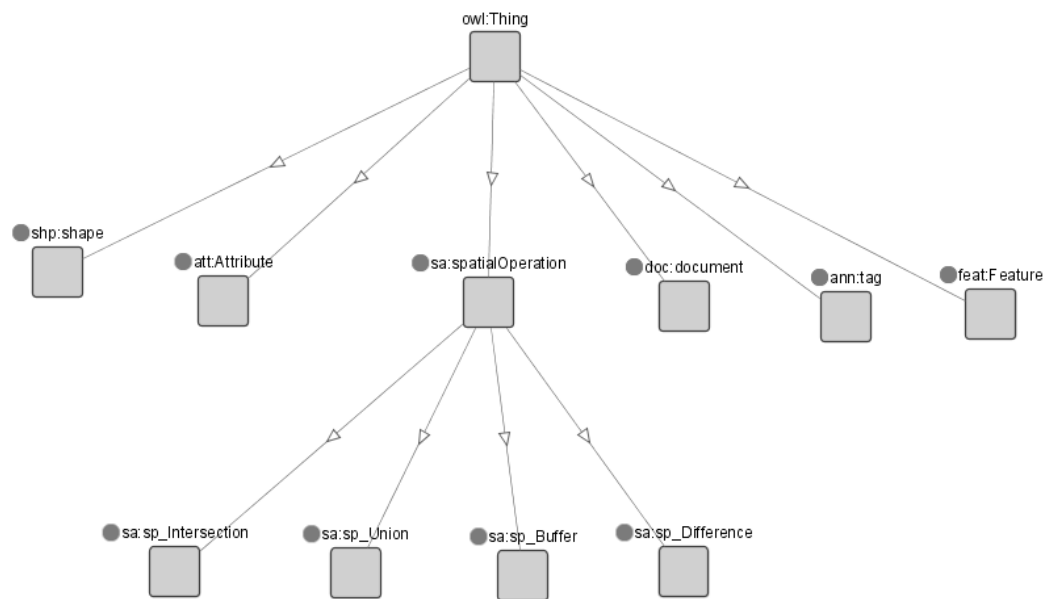 owl:Thing
shp:shape
att:Attribute
sa:spatialOperation
doc:document
ann:tag
feat:Feature
sa:sp_Intersection
sa:sp_Union
sa:sp_Buffer
sa:sp_Difference